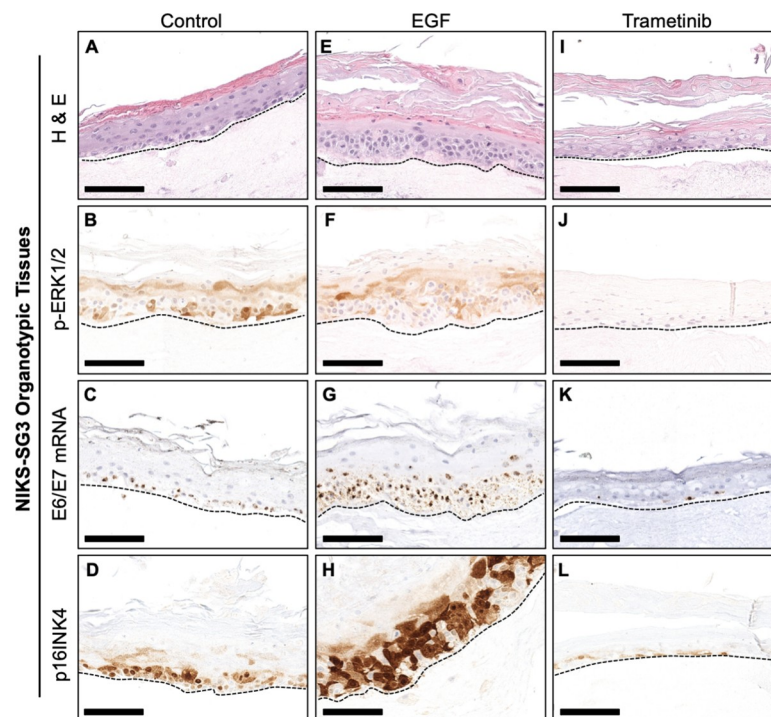 Control EGF Trametinib
NIKS-SG3 Organotypic Tissues
H & E
A
E
I
p-ERK1/2
B
F
J
E6/E7 mRNA
C
G
K
p16INK4
D
H
L